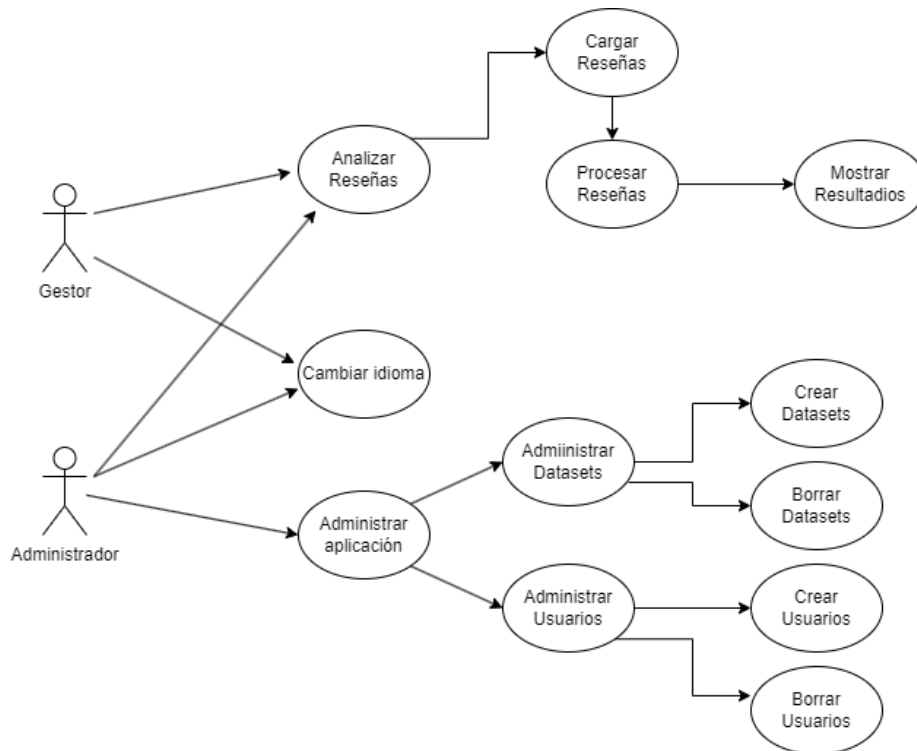 Cargar
Reseñas
Analizar
Reseñas
Procesar
Reseñas
Mostrar
Resultadios
Gestor
Cambiar idioma
Crear
Datasets
Admiinistrar
Datasets
Borrar
Datasets
Administrar
aplicación
Administrador
Administrar
Usuarios
Crear
Usuarios
Borrar
Usuarios